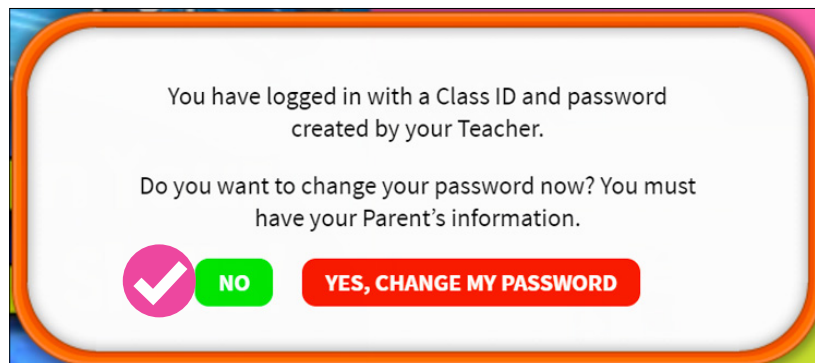 You have logged in with a Class ID and password
created by your Teacher.
Do you want to change your password now? You must
have your Parent's information.
NO
YES, CHANGE MY PASSWORD